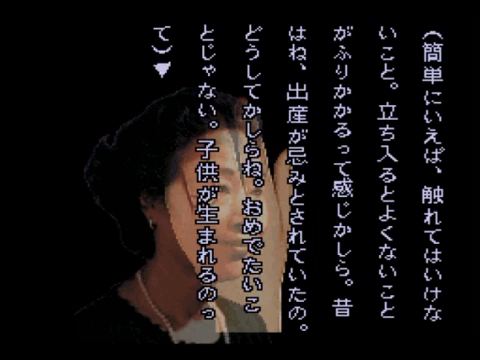 （簡単にいえば、触れてはいけな
いこと。立ち入るとよくないこと
がふりかかるって感じかしら。昔
はね、出産が忌みとされていたの。
どうしてかしらね。おめでたいこ
とじゃない。子供が生まれるのっ
て）▼